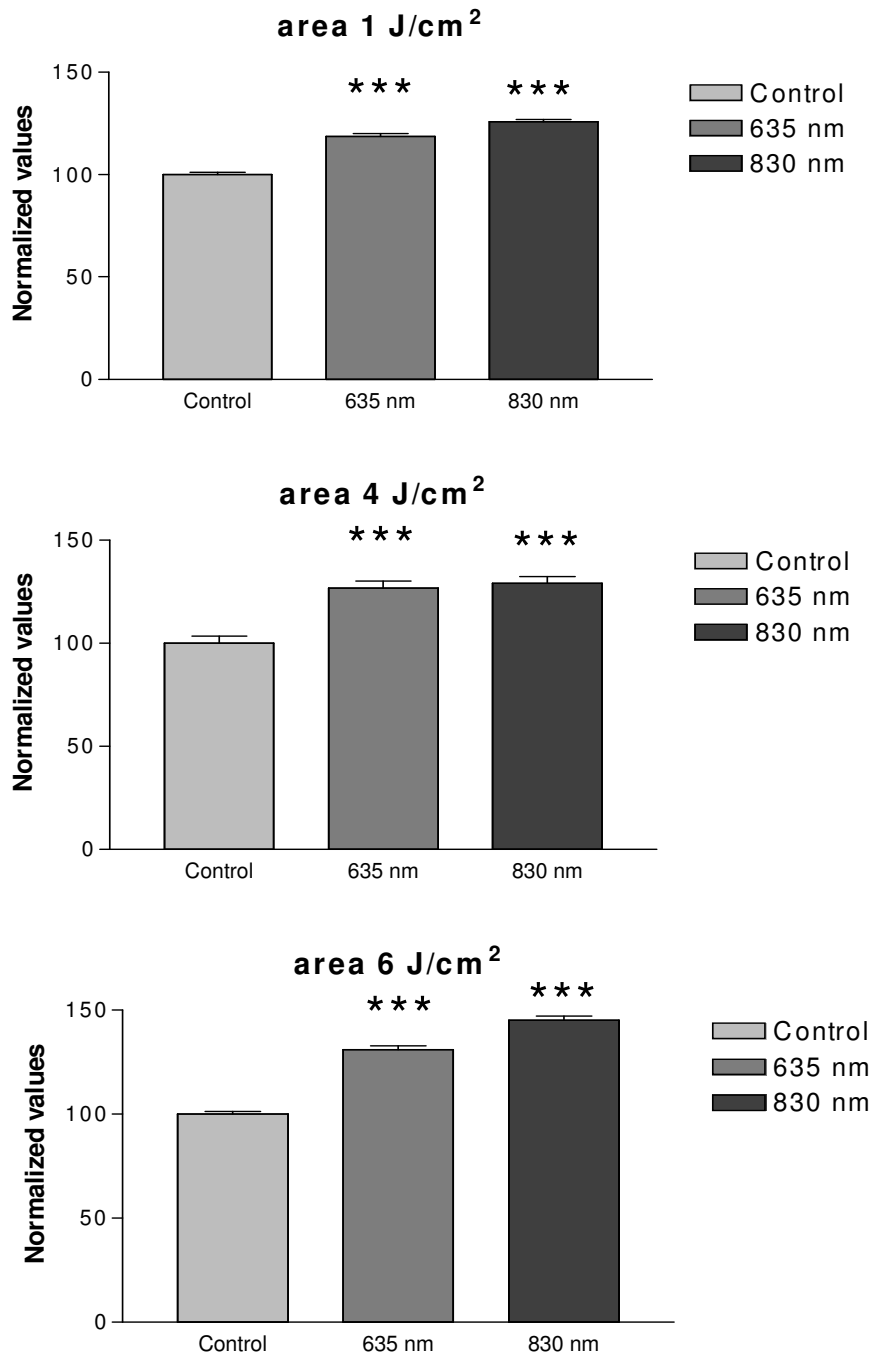 area 1 J/cm²
Normalized values
150
100
50
0
*** ***
Control 635 nm 830 nm
Control
635 nm
830 nm
area 4 J/cm²
Normalized values
150
100
50
0
*** ***
Control 635 nm 830 nm
Control
635 nm
830 nm
area 6 J/cm²
Normalized values
150
100
50
0
*** ***
Control 635 nm 830 nm
Control
635 nm
830 nm